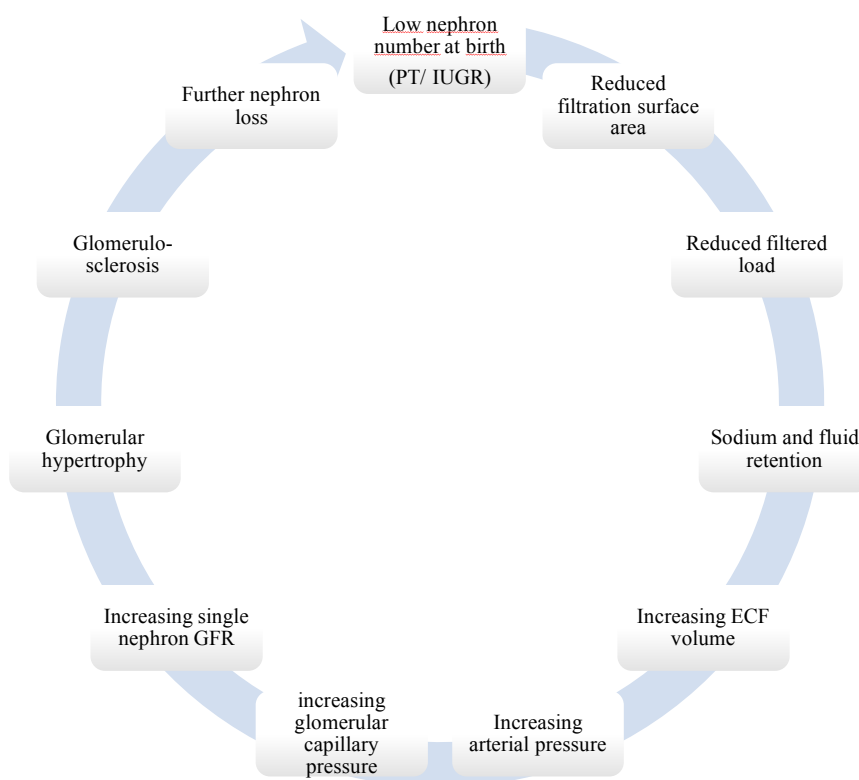 Low nephron
number at birth
(PT/ IUGR)
Reduced
filtration surface
area
Reduced filtered
load
Sodium and fluid
retention
Increasing ECF
volume
Increasing
arterial pressure
increasing
glomerular
capillary
pressure
Increasing single
nephron GFR
Glomerular
hypertrophy
Glomerulo-
sclerosis
Further nephron
loss